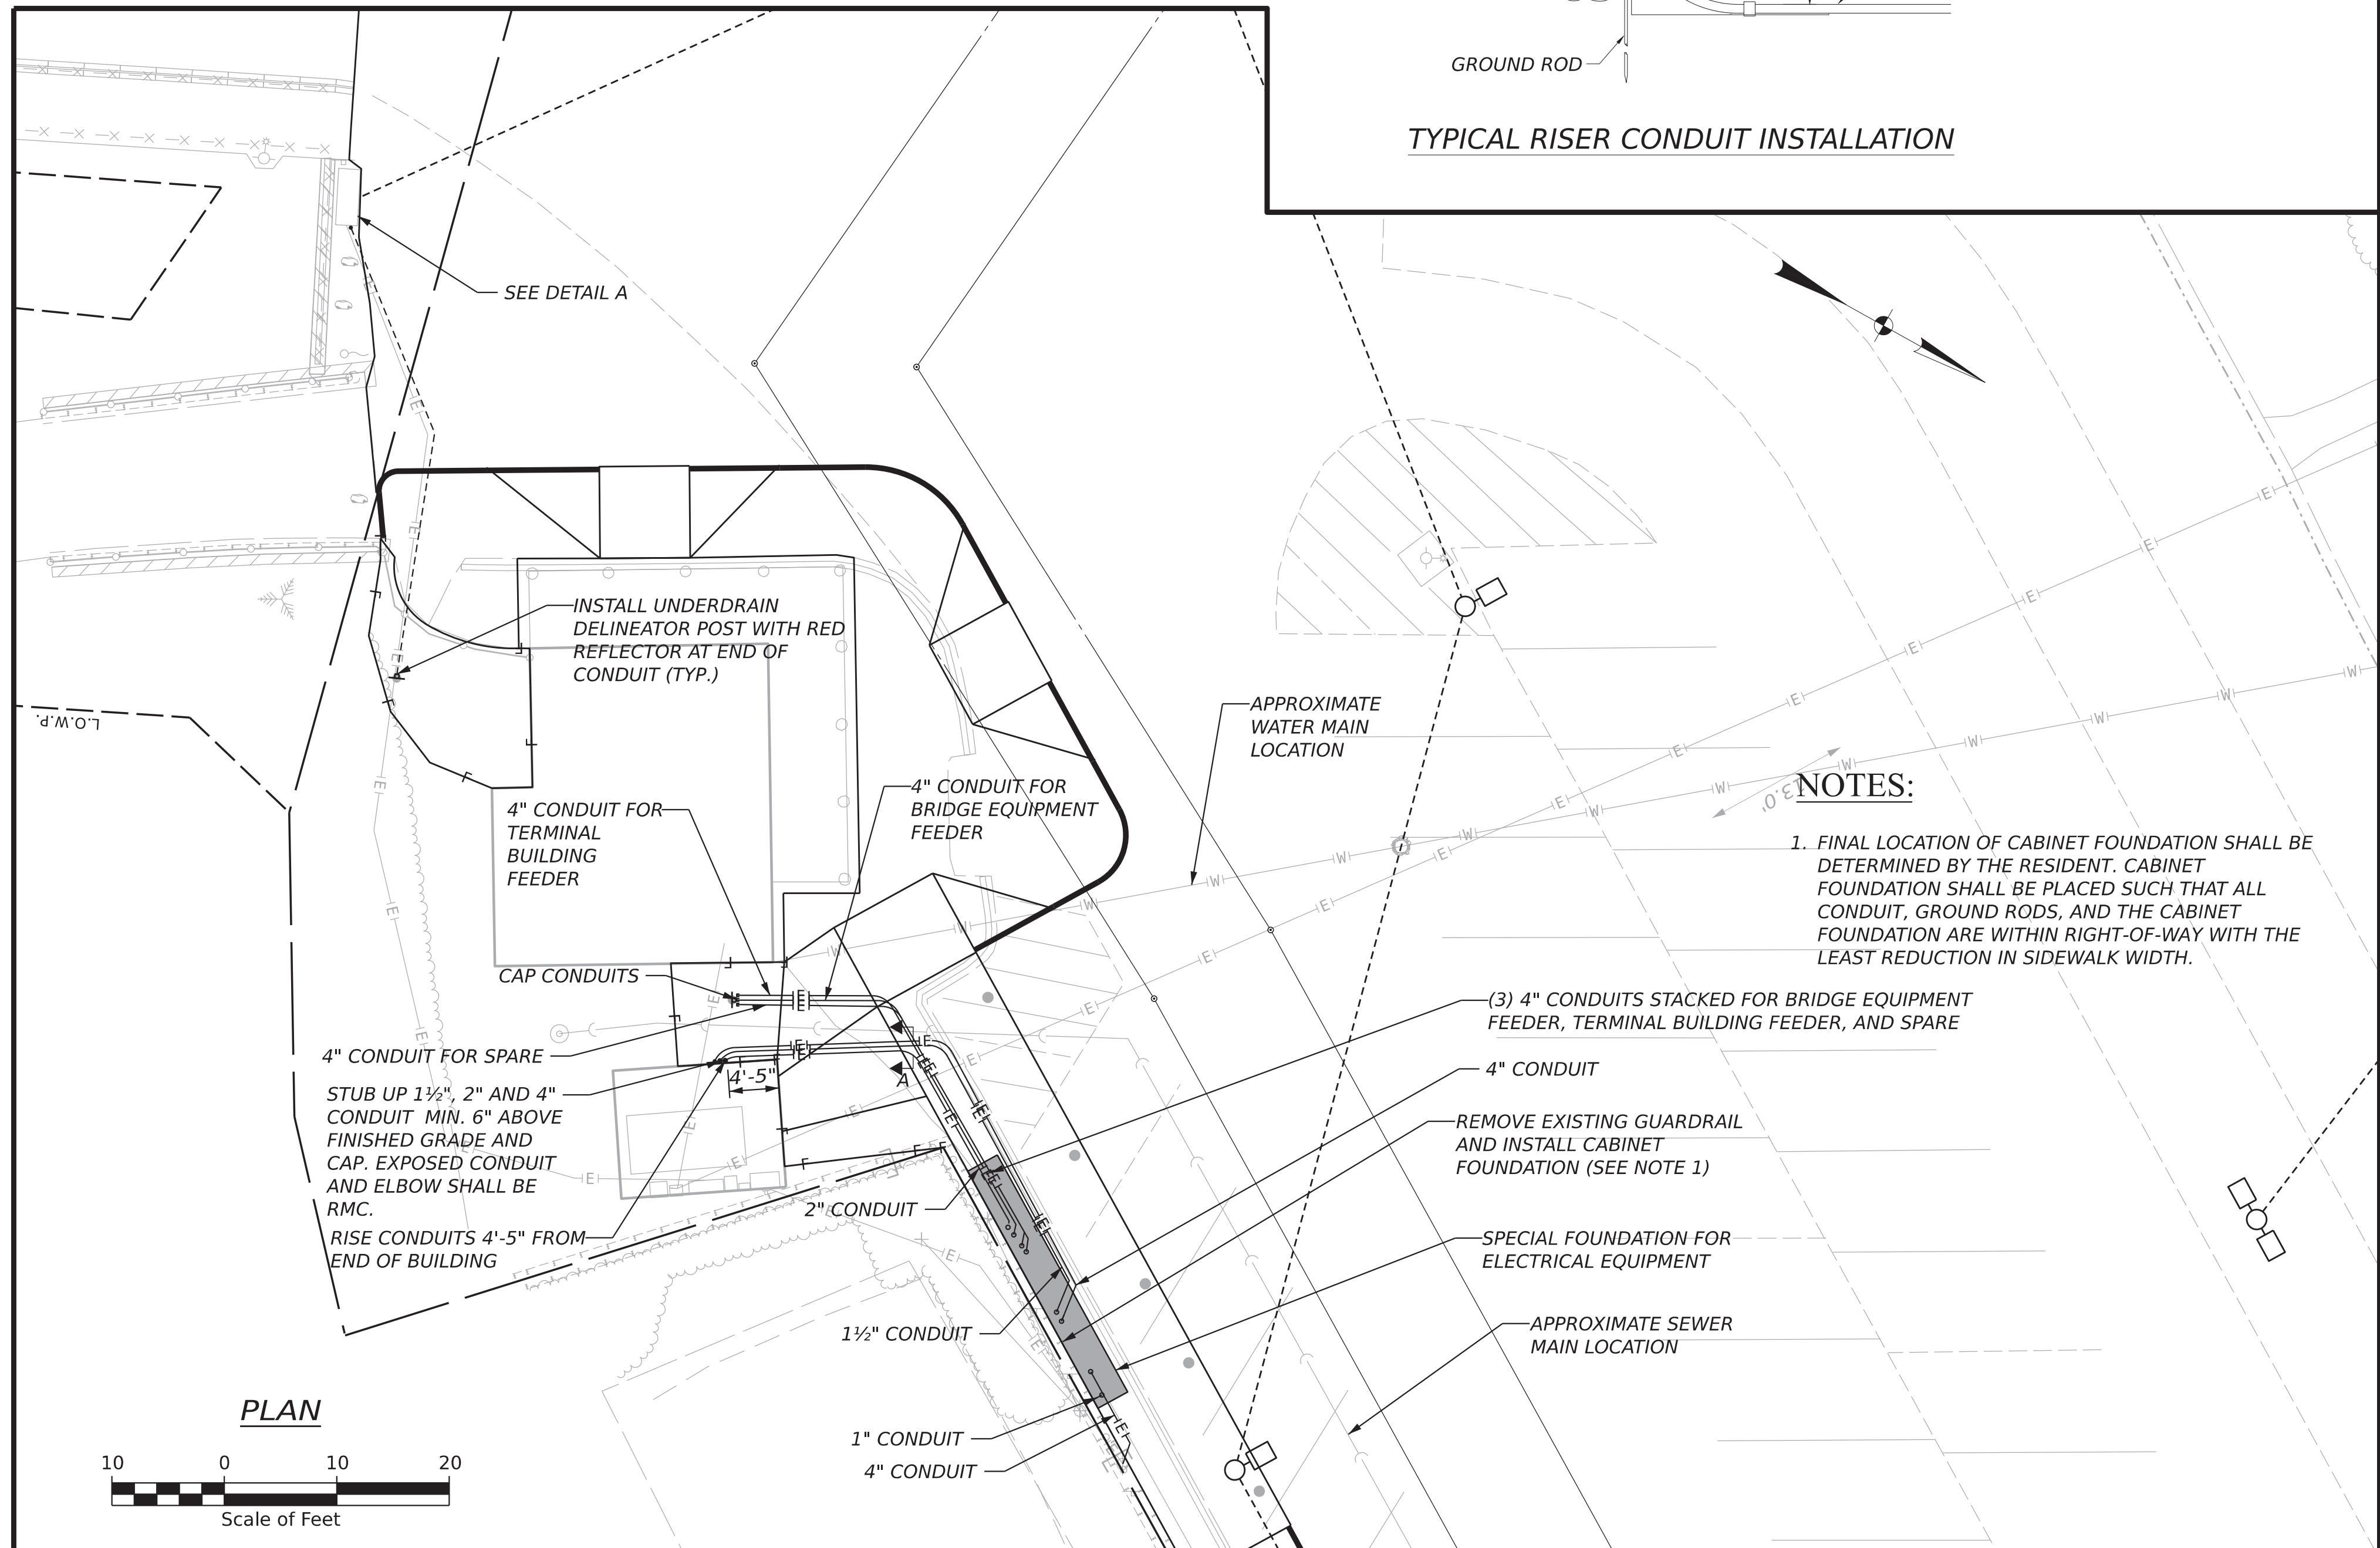 GROUND ROD
TYPICAL RISER CONDUIT INSTALLATION
SEE DETAIL A
INSTALL UNDERDRAIN
DELINEATOR POST WITH RED
REFLECTOR AT END OF
CONDUIT (TYP.)
L.O.W.P.
APPROXIMATE
WATER MAIN
LOCATION
4" CONDUIT FOR
TERMINAL
BUILDING
FEEDER
4" CONDUIT FOR
BRIDGE EQUIPMENT
FEEDER
13.0'
NOTES:
1. FINAL LOCATION OF CABINET FOUNDATION SHALL BE
DETERMINED BY THE RESIDENT. CABINET
FOUNDATION SHALL BE PLACED SUCH THAT ALL
CONDUIT, GROUND RODS, AND THE CABINET
FOUNDATION ARE WITHIN RIGHT-OF-WAY WITH THE
LEAST REDUCTION IN SIDEWALK WIDTH.
CAP CONDUITS
(3) 4" CONDUITS STACKED FOR BRIDGE EQUIPMENT
FEEDER, TERMINAL BUILDING FEEDER, AND SPARE
4" CONDUIT FOR SPARE
4'-5"
A
4" CONDUIT
STUB UP 1½", 2" AND 4"
CONDUIT MIN. 6" ABOVE
FINISHED GRADE AND
CAP. EXPOSED CONDUIT
AND ELBOW SHALL BE
RMC.
REMOVE EXISTING GUARDRAIL
AND INSTALL CABINET
FOUNDATION (SEE NOTE 1)
2" CONDUIT
RISE CONDUITS 4'-5" FROM
END OF BUILDING
SPECIAL FOUNDATION FOR
ELECTRICAL EQUIPMENT
1½" CONDUIT
APPROXIMATE SEWER
MAIN LOCATION
PLAN
1" CONDUIT
4" CONDUIT
10 0 10 20
Scale of Feet